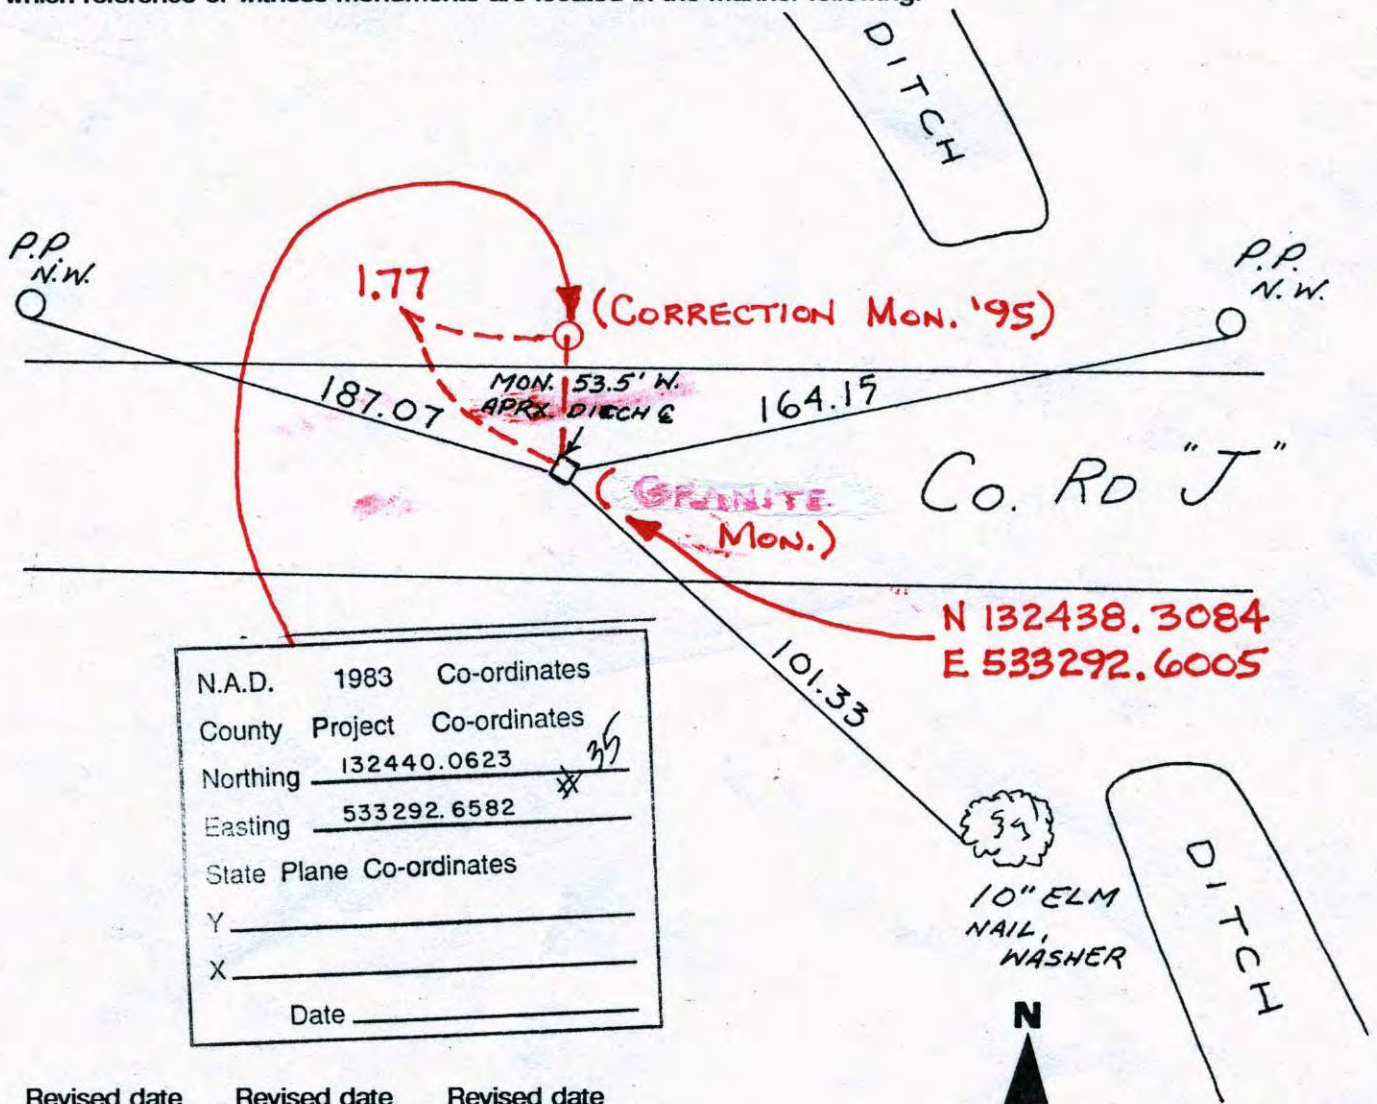 DITCH
P.P.
N.W.
1.77
(CORRECTION MON. '95)
P.P.
N.W.
187.07
MON. 53.5' W.
APRX. DITCH ℄
164.15
(GRANITE
MON.)
Co. RD "J"
N 132438.3084
E 533292.6005
101.33
N.A.D. 1983 Co-ordinates
County Project Co-ordinates
Northing 132440.0623 # 35
Easting 533292.6582
State Plane Co-ordinates
Y
X
Date
10" ELM
NAIL,
WASHER
DITCH
N
Revised date Revised date Revised date